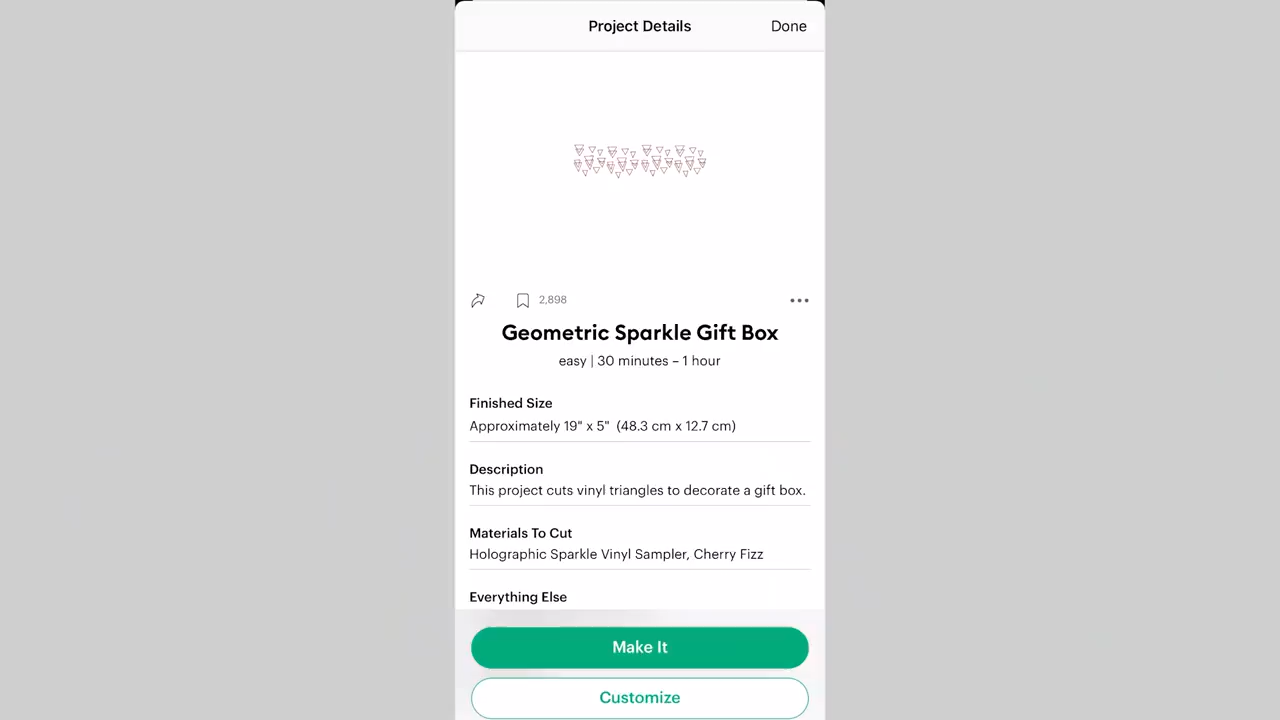 Project Details
Done
2,898
Geometric Sparkle Gift Box
easy | 30 minutes – 1 hour
Finished Size
Approximately 19" x 5" (48.3 cm x 12.7 cm)
Description
This project cuts vinyl triangles to decorate a gift box.
Materials To Cut
Holographic Sparkle Vinyl Sampler, Cherry Fizz
Everything Else
Make It
Customize